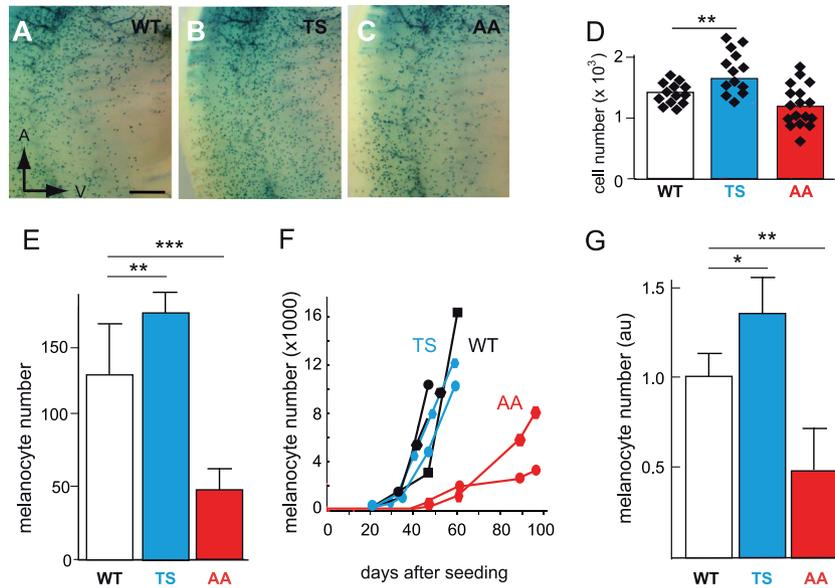 A
WT
B
TS
C
AA
A
V
D
**
cell number (x 10³)
2
1
0
WT
TS
AA
E
***
**
melanocyte number
150
100
50
0
WT
TS
AA
F
melanocyte number (x1000)
16
12
8
4
0
TS
WT
AA
0 20 40 60 80 100
days after seeding
G
**
*
melanocyte number (au)
1.5
1.0
0.5
WT
TS
AA